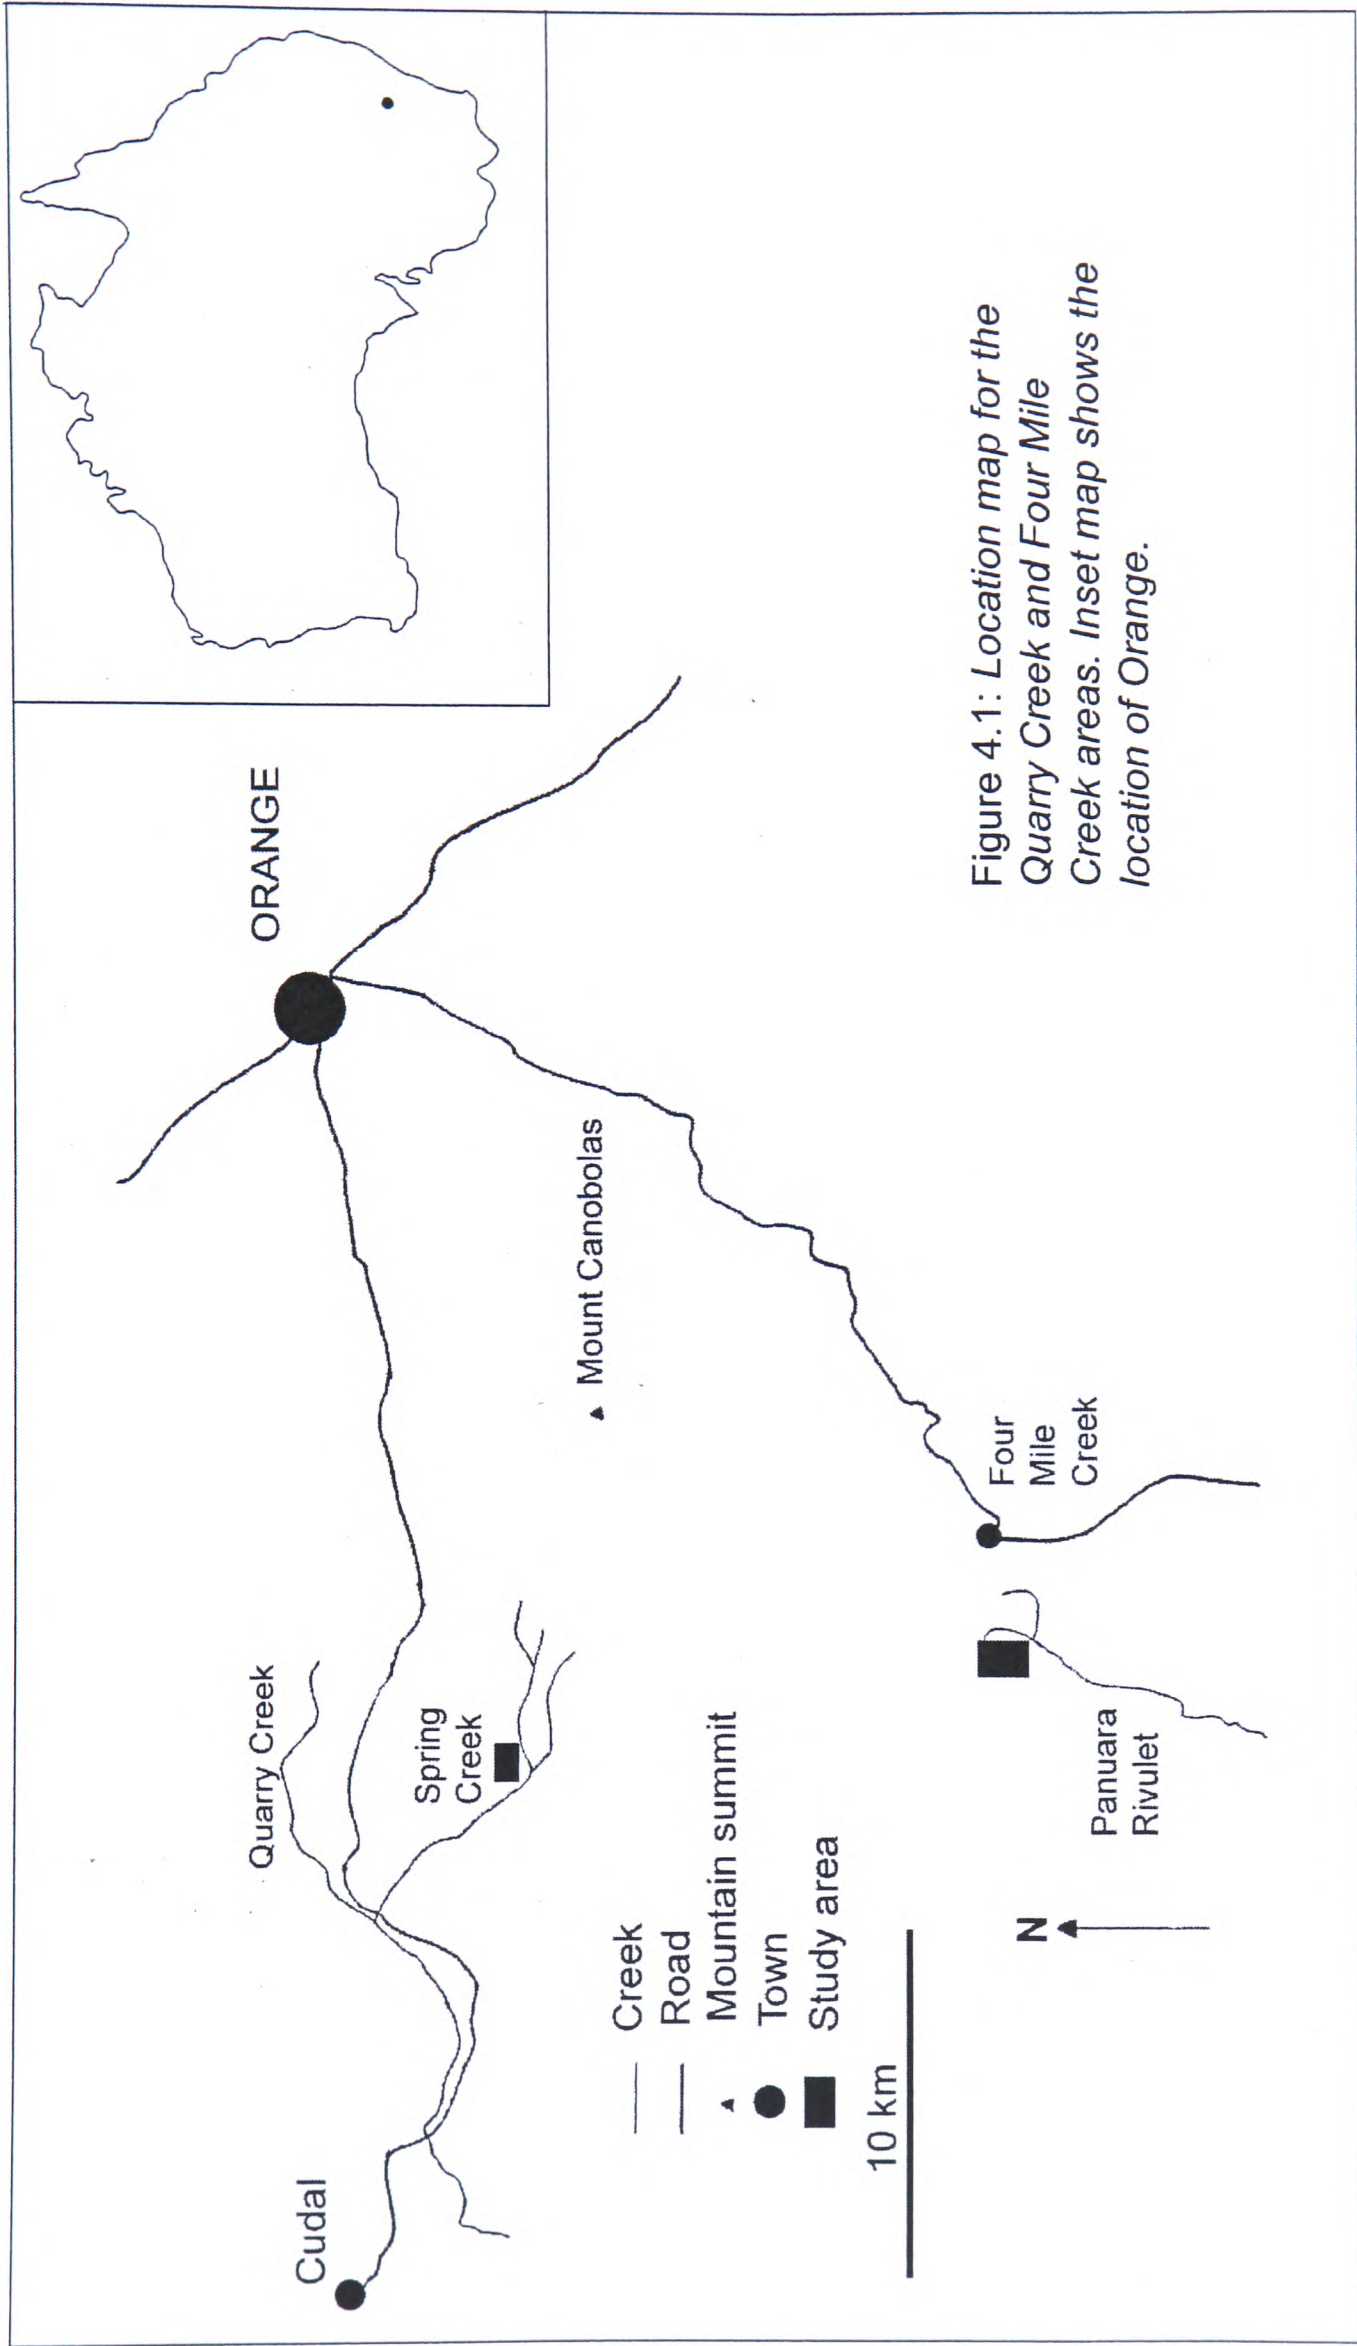 ORANGE
Quarry Creek
Cudal
Spring
Creek
Mount Canobolas
Creek
Road
Mountain summit
Town
Study area
10 km
N
Four
Mile
Creek
Panuara
Rivulet
Figure 4.1: Location map for the
Quarry Creek and Four Mile
Creek areas. Inset map shows the
location of Orange.